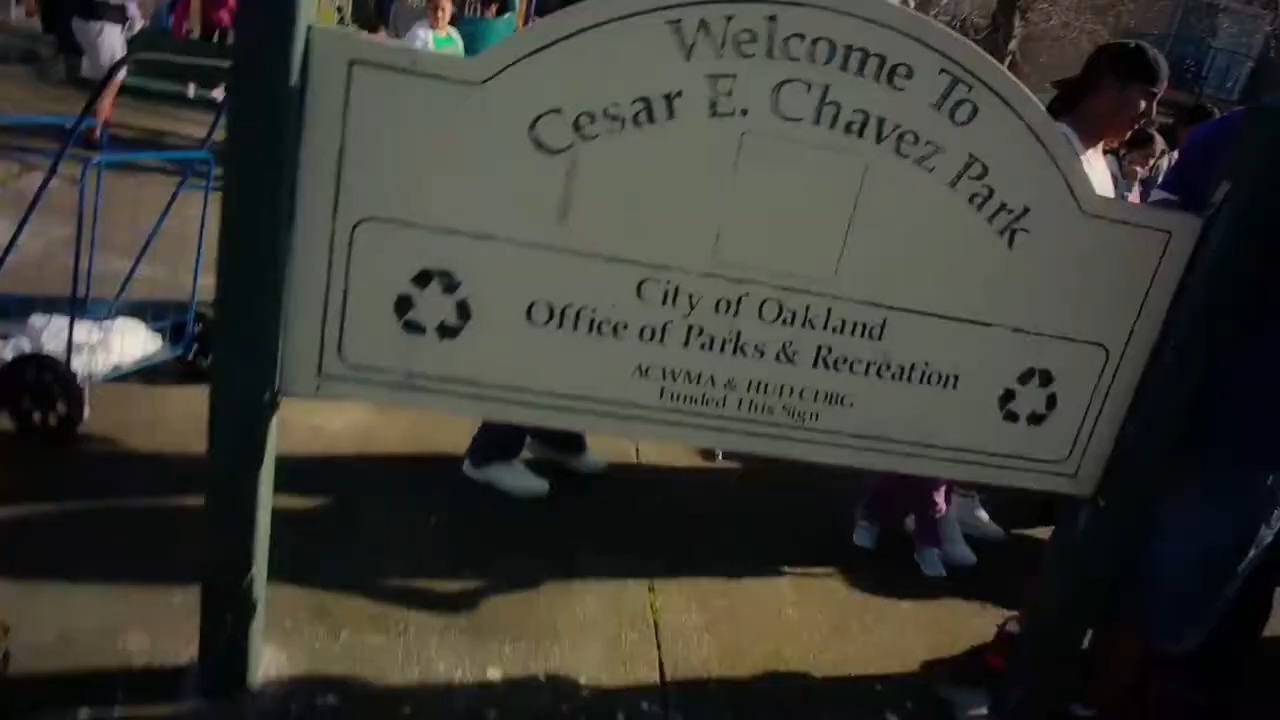 Welcome To
Cesar E. Chavez Park
City of Oakland
Office of Parks & Recreation
ACWMA & HUD CDBG
Funded This Sign